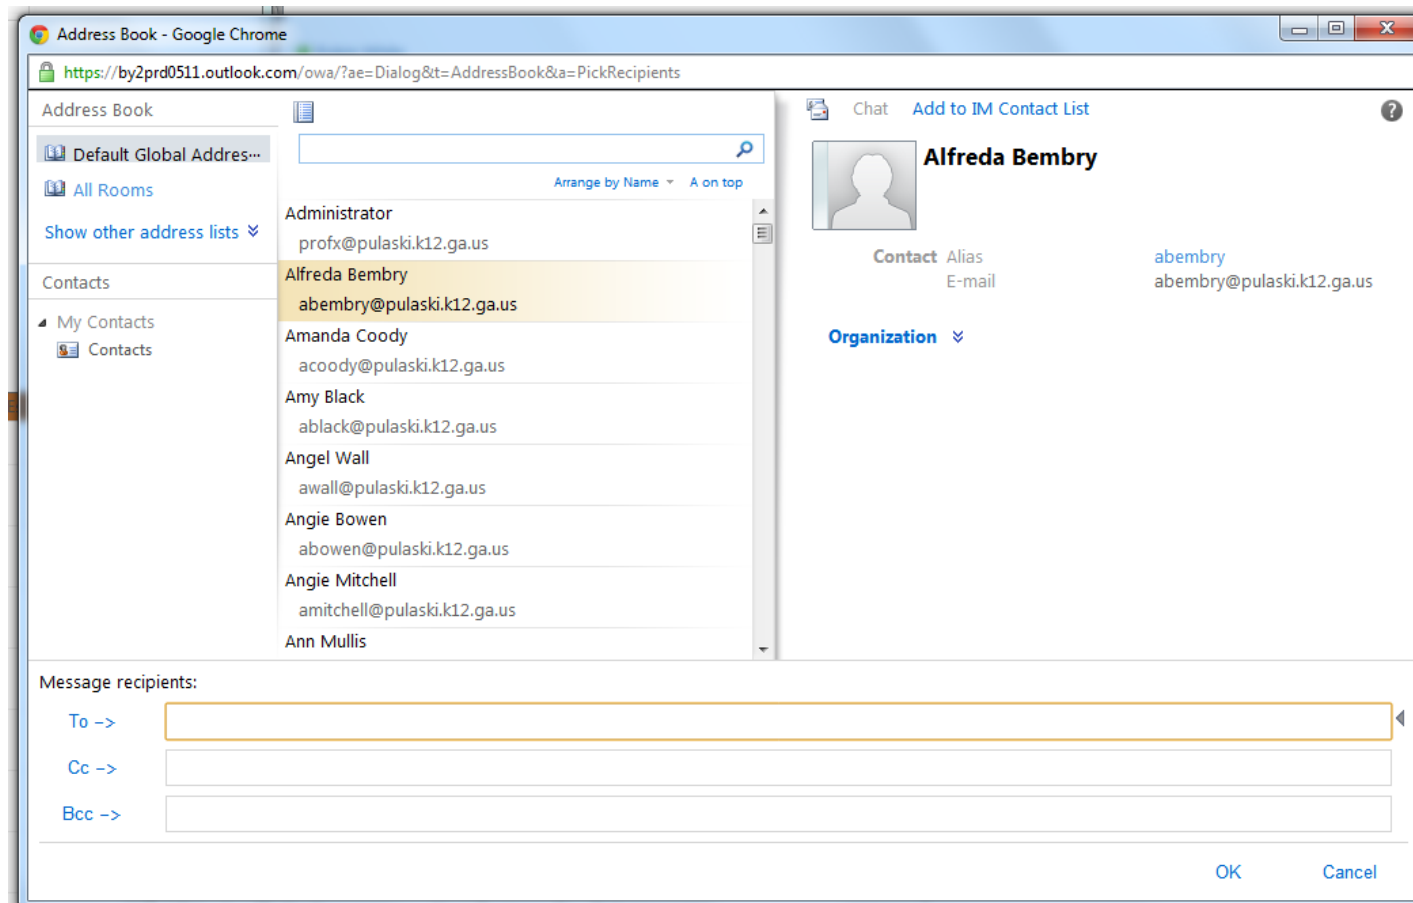 Address Book - Google Chrome
https://by2prd0511.outlook.com/owa/?ae=Dialog&t=AddressBook&a=PickRecipients
Address Book
Default Global Addres...
All Rooms
Show other address lists
Contacts
My Contacts
Contacts
Arrange by Name A on top
Administrator
profx@pulaski.k12.ga.us
Alfreda Bembry
abembry@pulaski.k12.ga.us
Amanda Coody
acoody@pulaski.k12.ga.us
Amy Black
ablack@pulaski.k12.ga.us
Angel Wall
awall@pulaski.k12.ga.us
Angie Bowen
abowen@pulaski.k12.ga.us
Angie Mitchell
amitchell@pulaski.k12.ga.us
Ann Mullis
Chat Add to IM Contact List
Alfreda Bembry
Contact Alias abembry
E-mail abembry@pulaski.k12.ga.us
Organization
Message recipients:
To ->
Cc ->
Bcc ->
OK Cancel